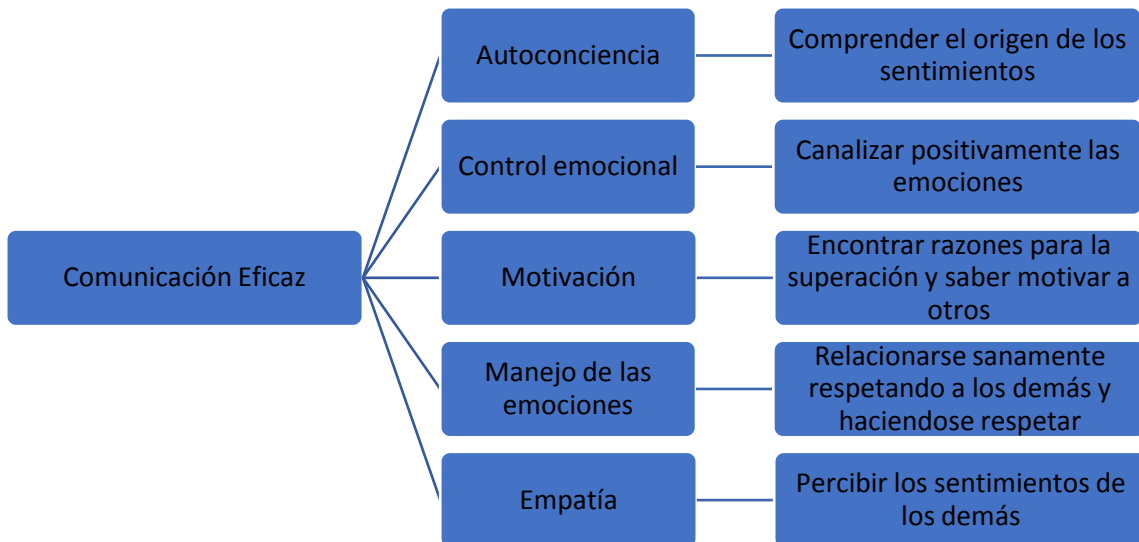 Comunicación Eficaz
Autoconciencia
Comprender el origen de los
sentimientos
Control emocional
Canalizar positivamente las
emociones
Motivación
Encontrar razones para la
superación y saber motivar a
otros
Manejo de las
emociones
Relacionarse sanamente
respetando a los demás y
haciendose respetar
Empatía
Percibir los sentimientos de
los demás